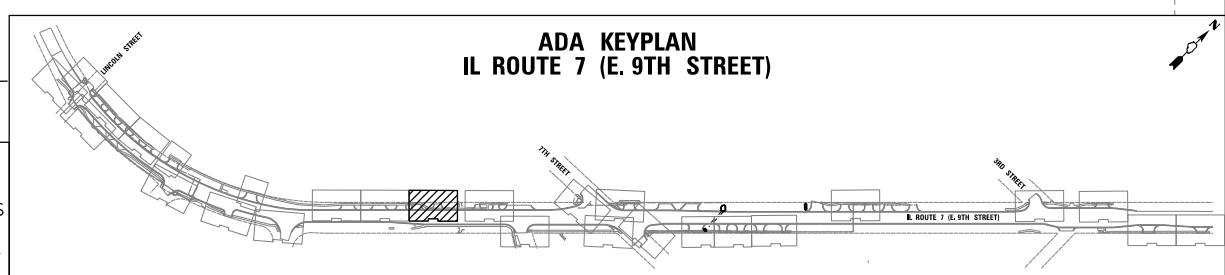 ADA KEYPLAN
IL ROUTE 7 (E. 9TH STREET)
N
LINCOLN STREET
7TH STREET
3RD STREET
IL ROUTE 7 (E. 9TH STREET)
S